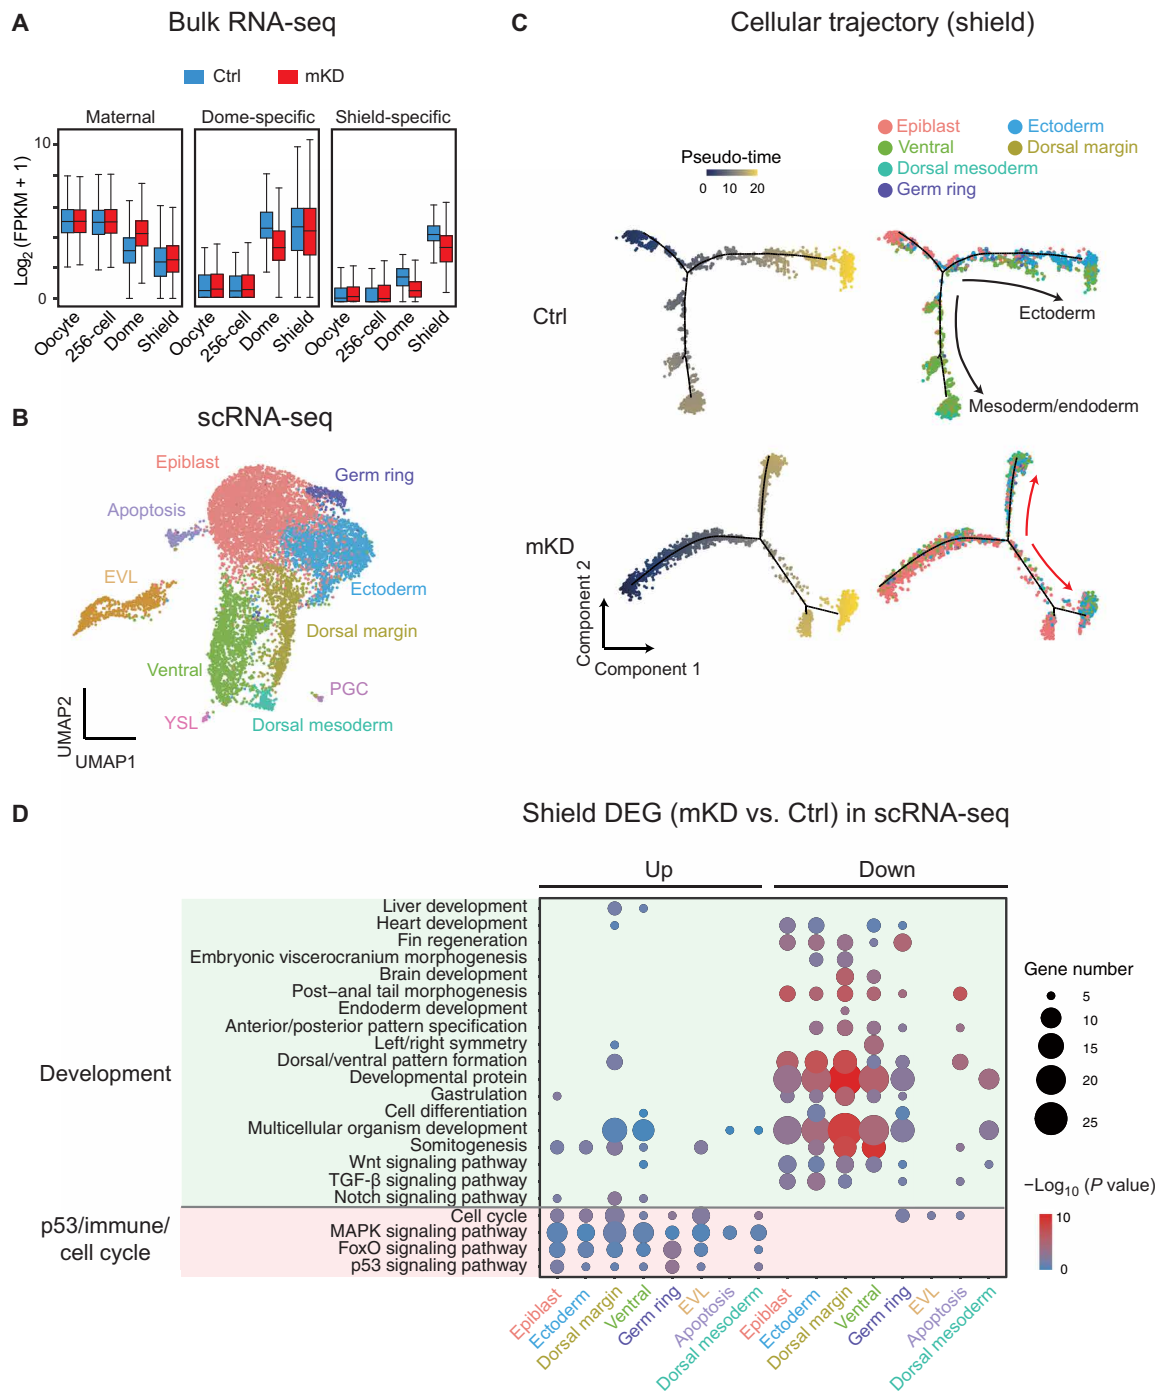 A
Bulk RNA-seq
Ctrl
mKD
Maternal
Dome-specific
Shield-specific
Log2 (FPKM + 1)
10
0
Oocyte
256-cell
Dome
Shield
Oocyte
256-cell
Dome
Shield
Oocyte
256-cell
Dome
Shield
B
scRNA-seq
Epiblast
Germ ring
Apoptosis
EVL
Ectoderm
Dorsal margin
Ventral
PGC
YSL
Dorsal mesoderm
UMAP2
UMAP1
C
Cellular trajectory (shield)
Pseudo-time
0 10 20
Epiblast
Ectoderm
Ventral
Dorsal margin
Dorsal mesoderm
Germ ring
Ctrl
Ectoderm
Mesoderm/endoderm
mKD
Component 2
Component 1
D
Shield DEG (mKD vs. Ctrl) in scRNA-seq
Up
Down
Development
Liver development
Heart development
Fin regeneration
Embryonic viscerocranium morphogenesis
Brain development
Post−anal tail morphogenesis
Endoderm development
Anterior/posterior pattern specification
Left/right symmetry
Dorsal/ventral pattern formation
Developmental protein
Gastrulation
Cell differentiation
Multicellular organism development
Somitogenesis
Wnt signaling pathway
TGF-β signaling pathway
Notch signaling pathway
p53/immune/
cell cycle
Cell cycle
MAPK signaling pathway
FoxO signaling pathway
p53 signaling pathway
Epiblast
Ectoderm
Dorsal margin
Ventral
Germ ring
EVL
Apoptosis
Dorsal mesoderm
Epiblast
Ectoderm
Dorsal margin
Ventral
Germ ring
EVL
Apoptosis
Dorsal mesoderm
Gene number
5
10
15
20
25
−Log10 (P value)
10
0